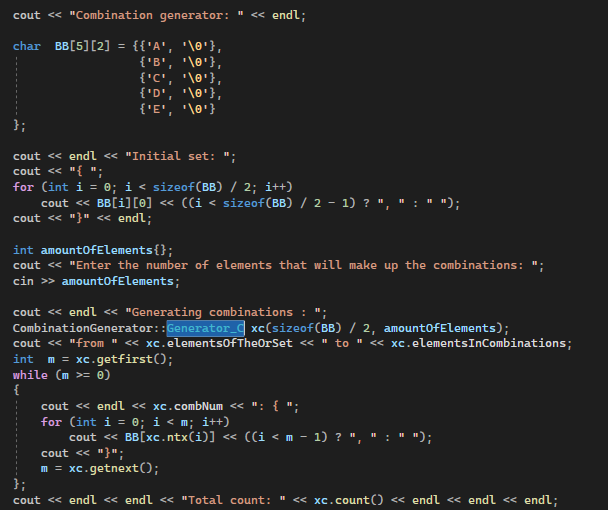 cout << "Combination generator: " << endl;
char  BB[5][2] = {{'A', '\0'},
{'B', '\0'},
{'C', '\0'},
{'D', '\0'},
{'E', '\0'}
};
cout << endl << "Initial set: ";
cout << "{ ";
for (int i = 0; i < sizeof(BB) / 2; i++)
cout << BB[i][0] << ((i < sizeof(BB) / 2 - 1) ? ", " : " ");
cout << "}" << endl;
int amountOfElements{};
cout << "Enter the number of elements that will make up the combinations: ";
cin >> amountOfElements;
cout << endl << "Generating combinations : ";
CombinationGenerator::Generator_C xc(sizeof(BB) / 2, amountOfElements);
cout << "from " << xc.elementsOfTheOrSet << " to " << xc.elementsInCombinations;
int  m = xc.getfirst();
while (m >= 0)
{
cout << endl << xc.combNum << ": { ";
for (int i = 0; i < m; i++)
cout << BB[xc.ntx(i)] << ((i < m - 1) ? ", " : " ");
cout << "}";
m = xc.getnext();
};
cout << endl << endl << "Total count: " << xc.count() << endl << endl << endl;